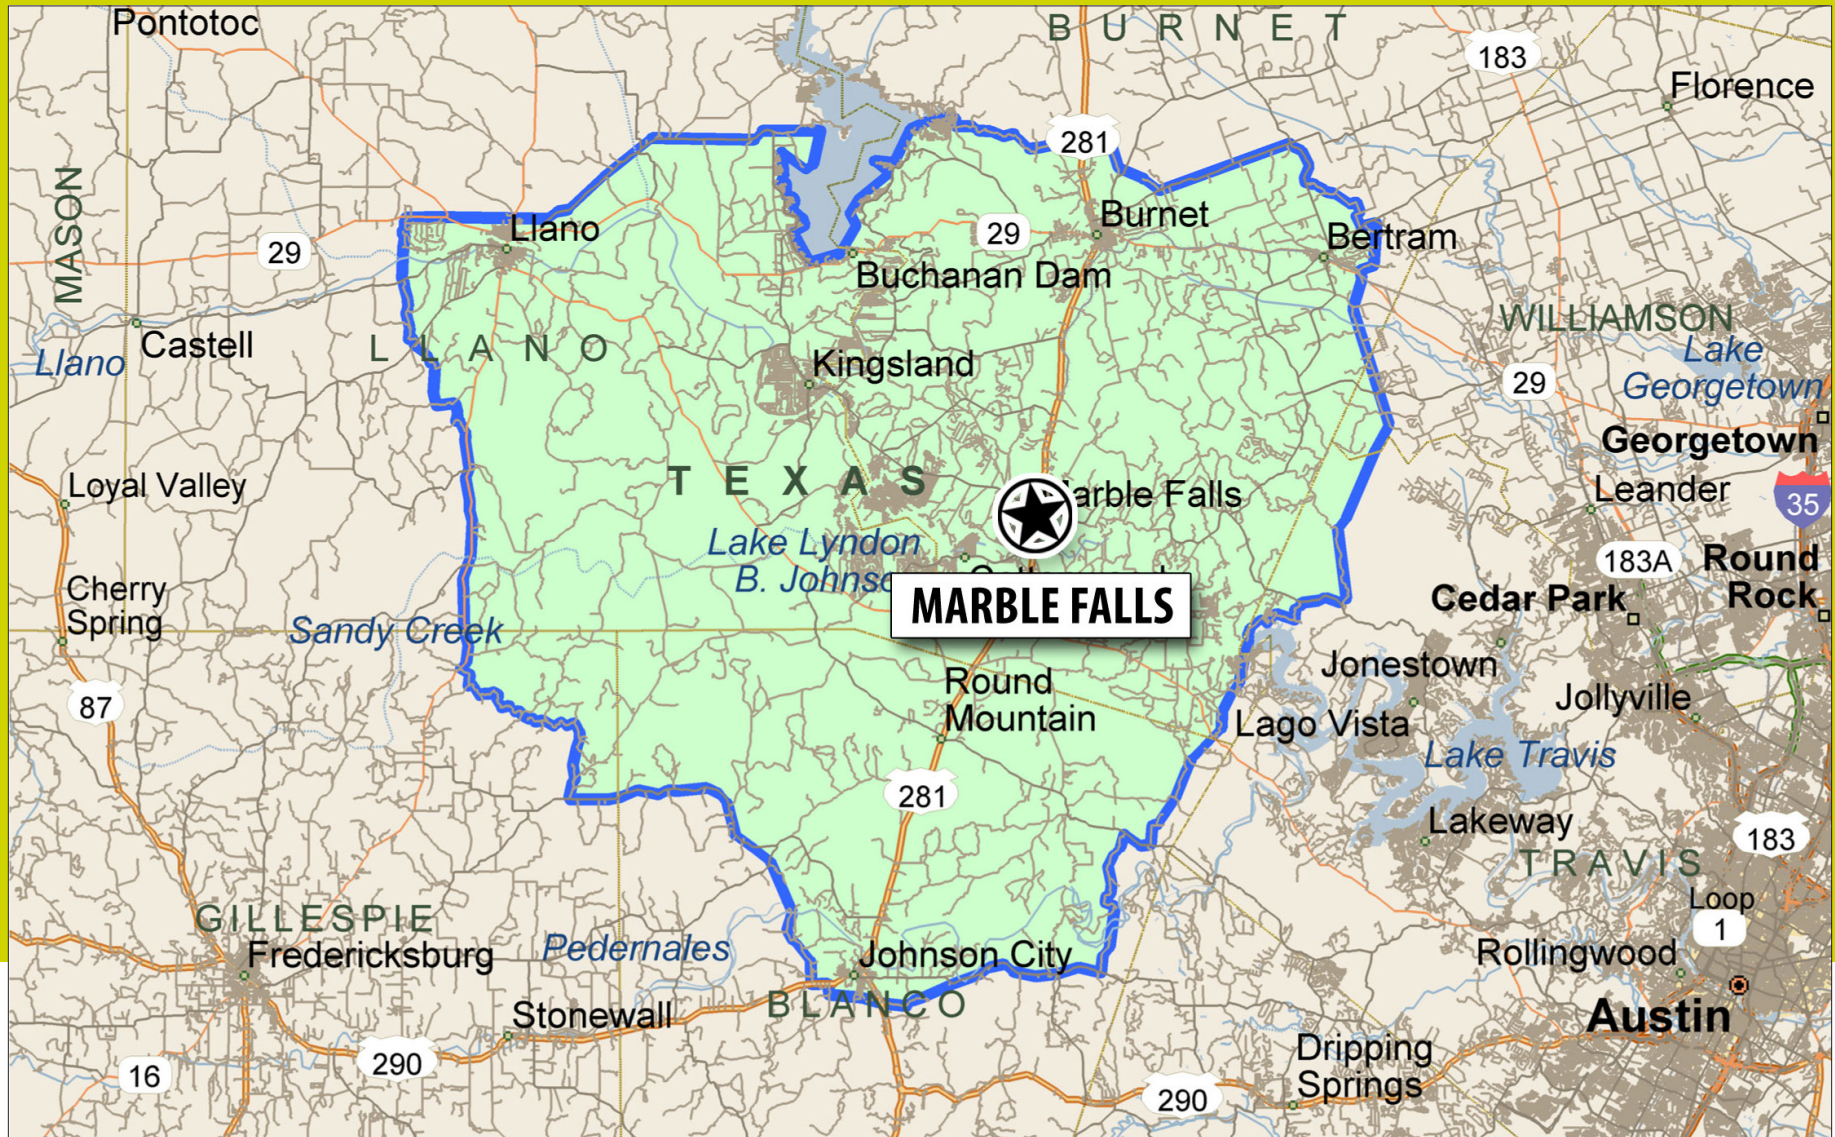 Pontotoc
BURNET
183
Florence
281
MASON
Llano
29
29
Burnet
Bertram
Buchanan Dam
WILLIAMSON
Castell
Llano
LLANO
Kingsland
Lake
Georgetown
29
Georgetown
Loyal Valley
TEXAS
arble Falls
Leander
35
Lake Lyndon
B. Johnso
183A
Round
Rock
Cherry
Spring
MARBLE FALLS
Cedar Park
Sandy Creek
Jonestown
Round
Mountain
87
Jollyville
Lago Vista
Lake Travis
281
Lakeway
183
TRAVIS
Loop
1
GILLESPIE
Fredericksburg
Pedernales
Johnson City
Rollingwood
BLANCO
Stonewall
Austin
290
16
Dripping
Springs
290